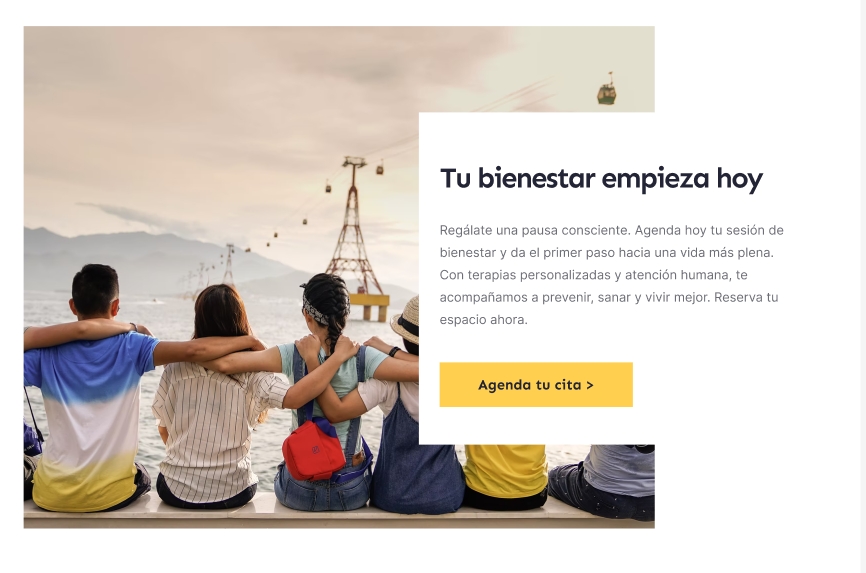 Tu bienestar empieza hoy
Regálate una pausa consciente. Agenda hoy tu sesión de
bienestar y da el primer paso hacia una vida más plena.
Con terapias personalizadas y atención humana, te
acompañamos a prevenir, sanar y vivir mejor. Reserva tu
espacio ahora.
Agenda tu cita >